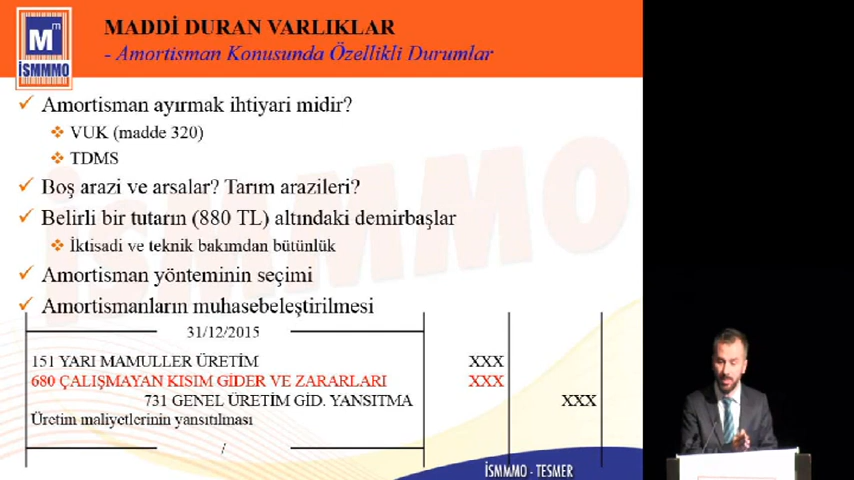 Mm
İSMMMO
MADDİ DURAN VARLIKLAR
- Amortisman Konusunda Özellikli Durumlar
Amortisman ayırmak ihtiyari midir?
VUK (madde 320)
TDMS
Boş arazi ve arsalar? Tarım arazileri?
Belirli bir tutarın (880 TL) altındaki demirbaşlar
İktisadi ve teknik bakımdan bütünlük
Amortisman yönteminin seçimi
Amortismanların muhasebeleştirilmesi
31/12/2015
151 YARI MAMULLER ÜRETİM XXX
680 ÇALIŞMAYAN KISIM GİDER VE ZARARLARI XXX
731 GENEL ÜRETİM GİD. YANSITMA XXX
Üretim maliyetlerinin yansıtılması
/
İSMMMO - TESMER